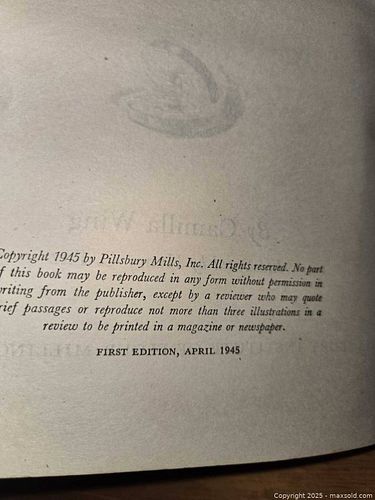 Copyright 1945 by Pillsbury Mills, Inc. All rights reserved. No part
f this book may be reproduced in any form without permission in
writing from the publisher, except by a reviewer who may quote
rief passages or reproduce not more than three illustrations in a
review to be printed in a magazine or newspaper.
FIRST EDITION, APRIL 1945
Copyright © 2025 - maxsold.com